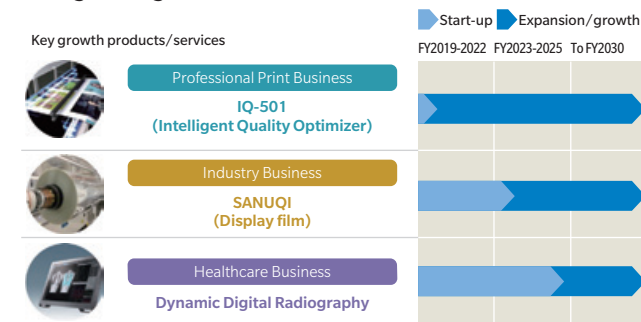 Start-up Expansion/growth
Key growth products/services
FY2019-2022 FY2023-2025 To FY2030
Professional Print Business
IQ-501
(Intelligent Quality Optimizer)
Industry Business
SANUQI
(Display film)
Healthcare Business
Dynamic Digital Radiography